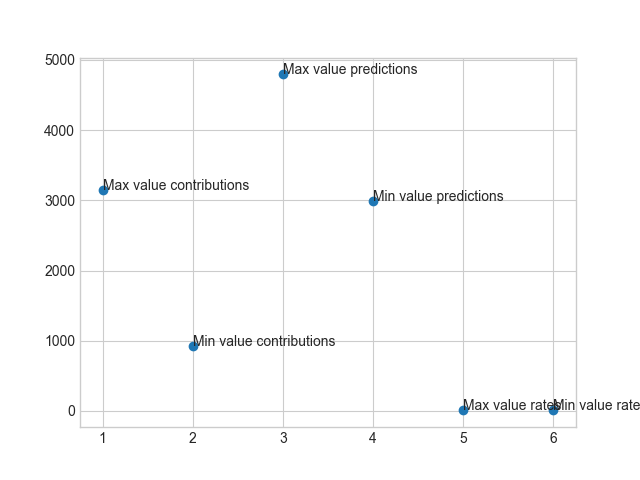 5000
Max value predictions
4000
Max value contributions
3000
Min value predictions
2000
1000
Min value contributions
Max value rates
Min value rate
0
1 2 3 4 5 6